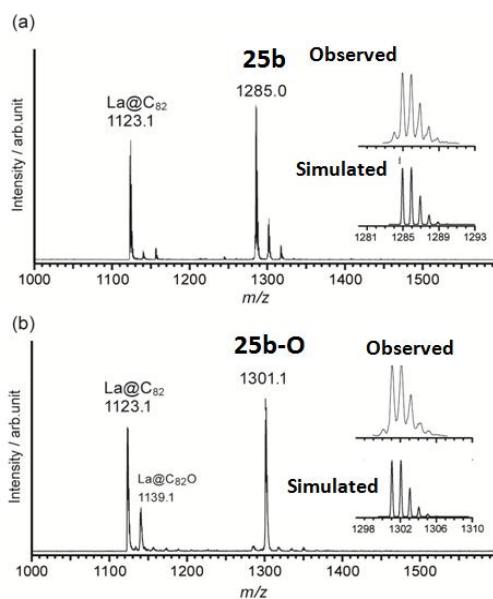 (a)
Intensity / arb.unit
25b
1285.0
La@C₈₂
1123.1
Observed
Simulated
1281 1285 1289 1293
1000 1100 1200 1300 1400 1500
m/z
(b)
Intensity / arb.unit
25b-O
1301.1
La@C₈₂
1123.1
La@C₈₂O
1139.1
Observed
Simulated
1298 1302 1306 1310
1000 1100 1200 1300 1400 1500
m/z